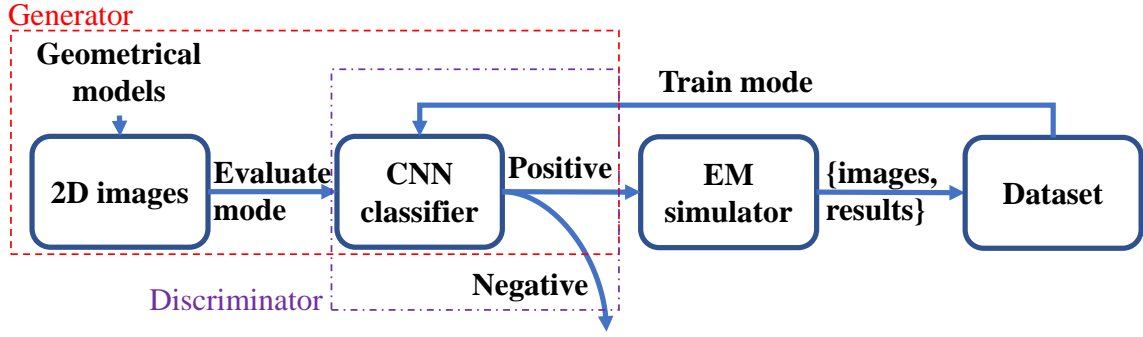 Generator
Geometrical
models
Train mode
2D images
Evaluate
mode
CNN
classifier
Positive
EM
simulator
{images,
results}
Dataset
Negative
Discriminator